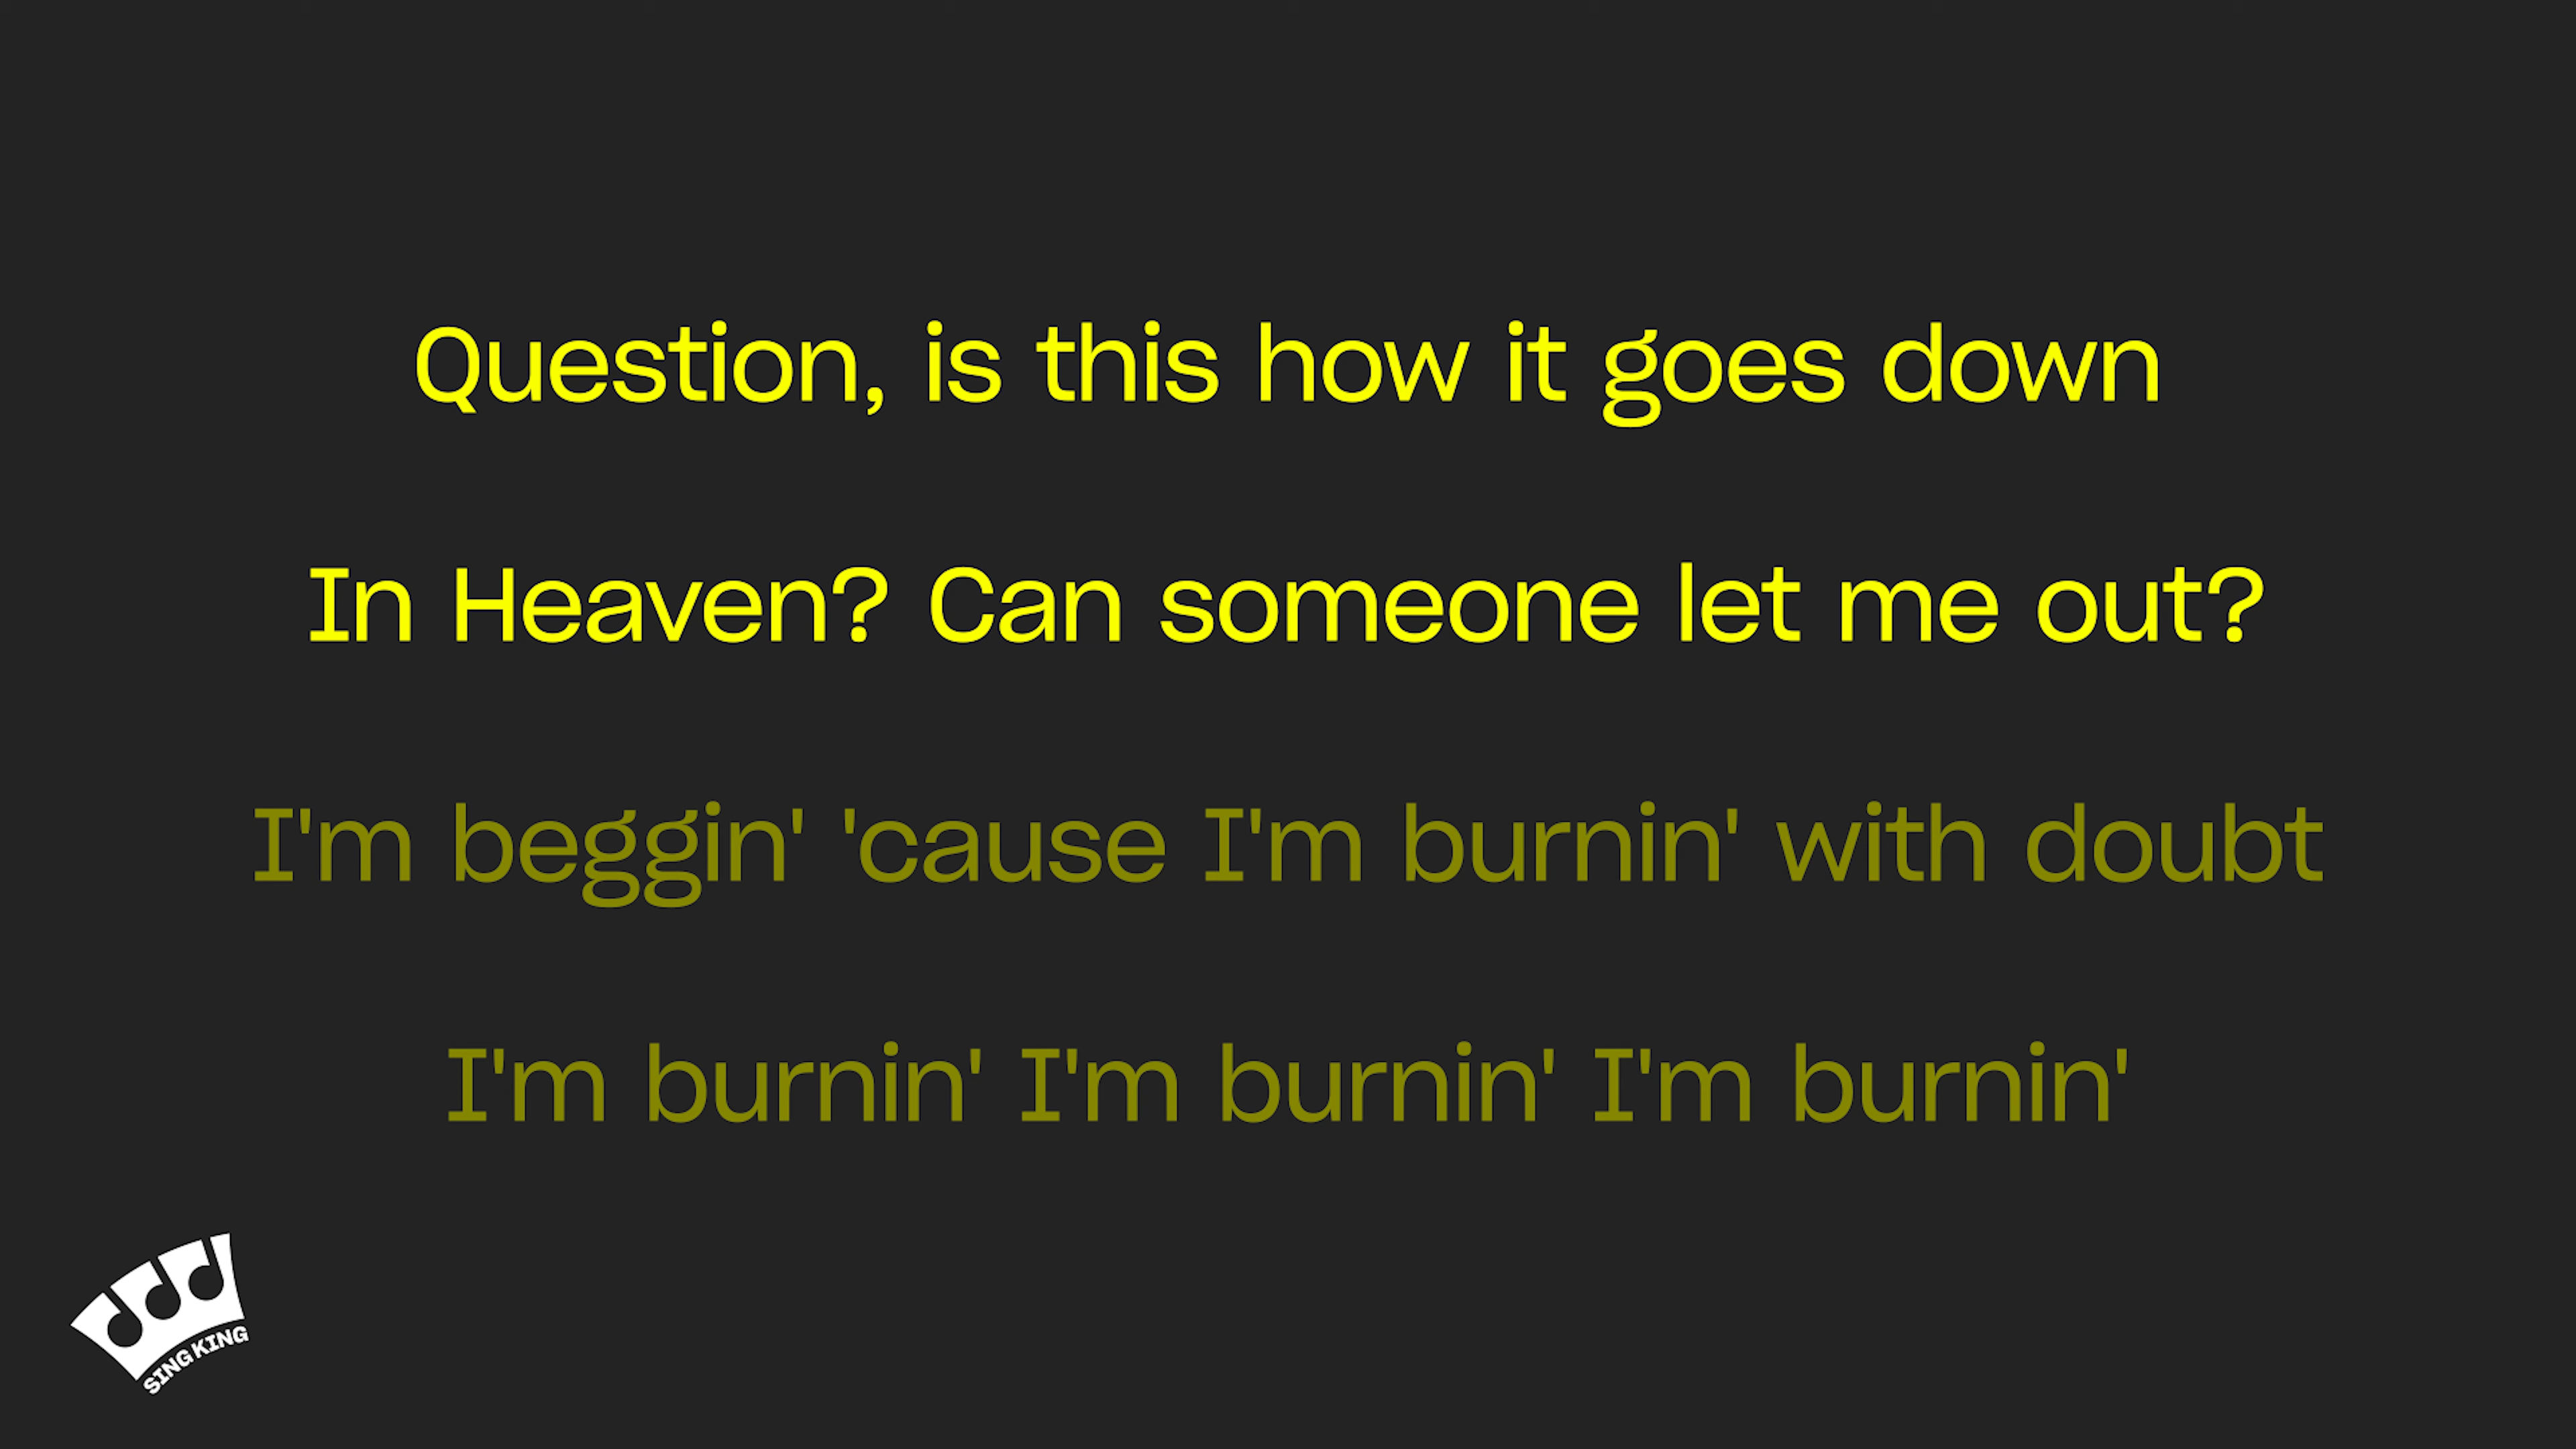 Question, is this how it goes down
In Heaven? Can someone let me out?
I'm beggin' 'cause I'm burnin' with doubt
I'm burnin' I'm burnin' I'm burnin'
SING KING